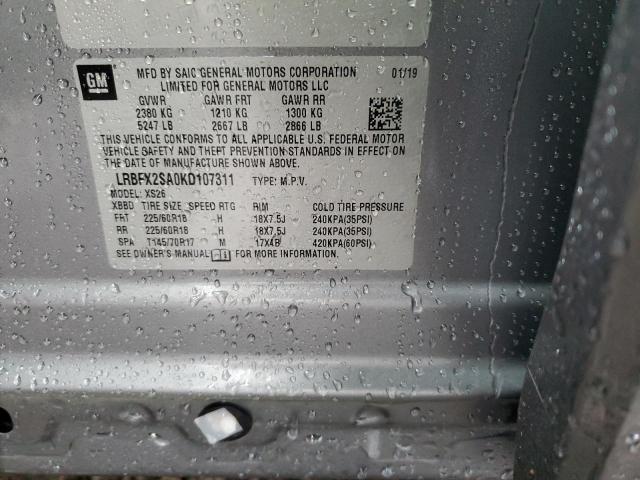 GM
MFD BY SAIC GENERAL MOTORS CORPORATION 01/19
LIMITED FOR GENERAL MOTORS LLC
GVWR GAWR FRT GAWR RR
2380 KG 1210 KG 1300 KG
5247 LB 2667 LB 2866 LB
THIS VEHICLE CONFORMS TO ALL APPLICABLE U.S. FEDERAL MOTOR
VEHICLE SAFETY AND THEFT PREVENTION STANDARDS IN EFFECT ON
THE DATE OF MANUFACTURE SHOWN ABOVE.
LRBFX2SA0KD107311 TYPE: M.P.V.
MODEL: XS26
XBBD TIRE SIZE SPEED RTG RIM COLD TIRE PRESSURE
FRT 225/60R18 H 18X7.5J 240KPA(35PSI)
RR 225/60R18 H 18X7.5J 240KPA(35PSI)
SPA T145/70R17 M 17X4B 420KPA(60PSI)
SEE OWNER'S MANUAL FOR MORE INFORMATION.